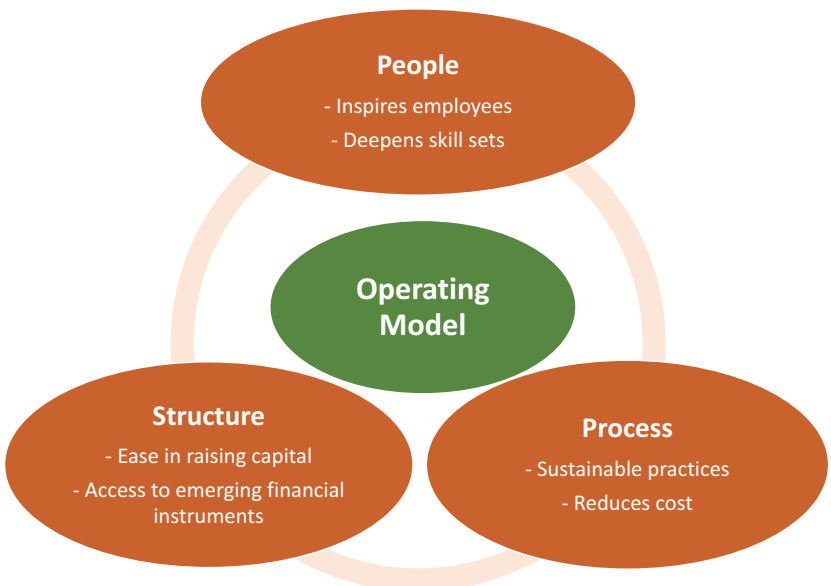 People
- Inspires employees
- Deepens skill sets
Operating
Model
Structure
- Ease in raising capital
- Access to emerging financial
instruments
Process
- Sustainable practices
- Reduces cost